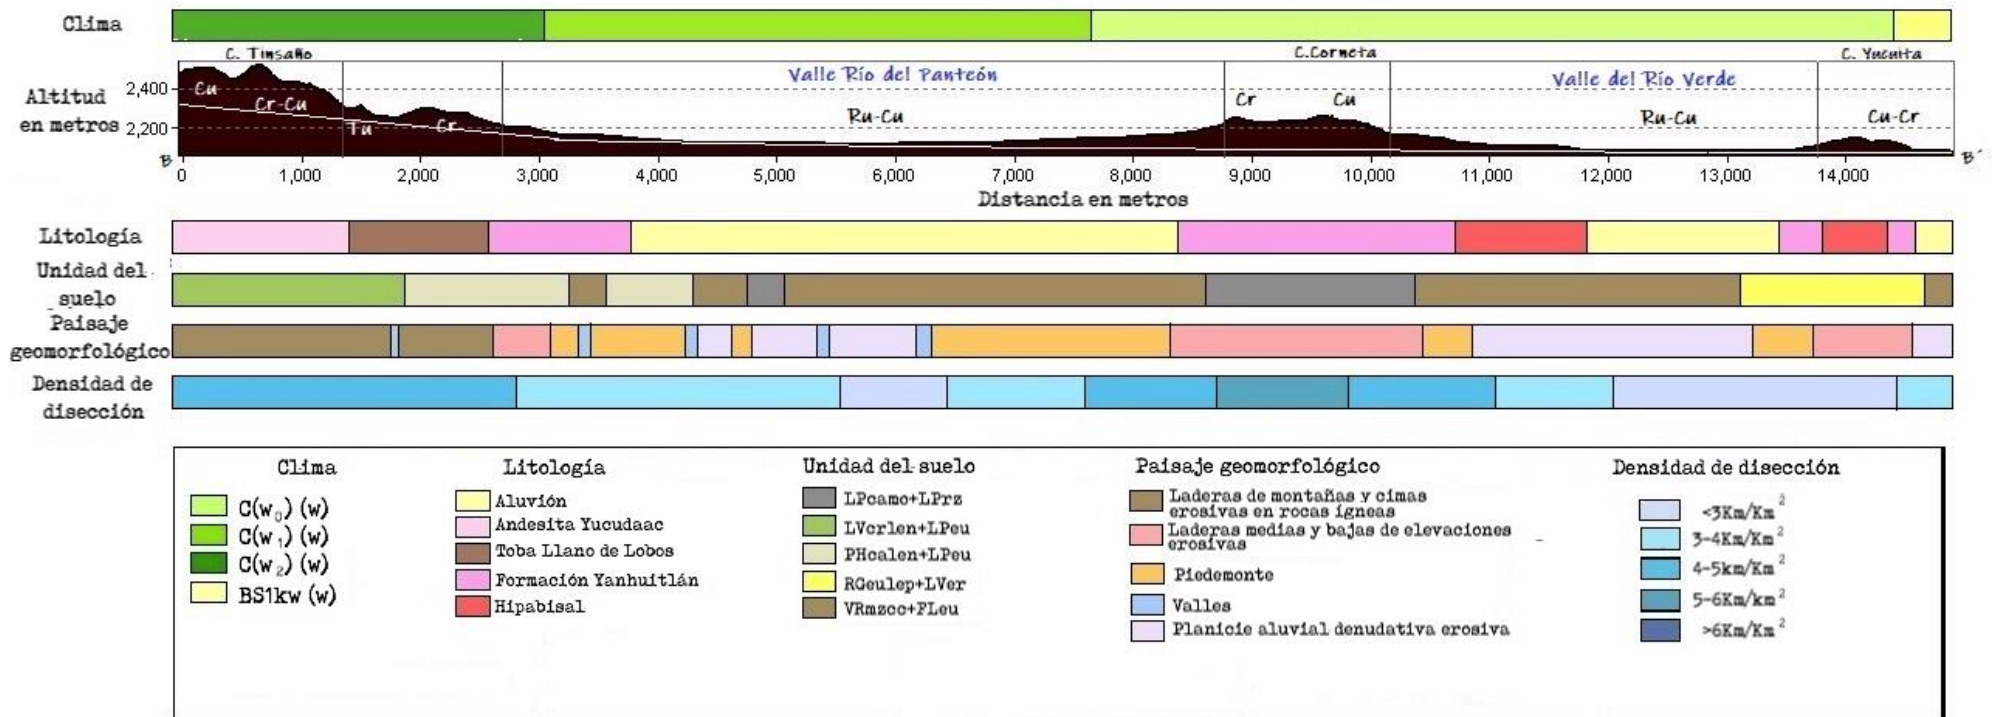 Clima
C. Tinsaño
C.Corneta
C. Yucuita
Valle Río del Panteón
Valle del Río Verde
Altitud
en metros
2,400
2,200
Cu
Cr-Cu
Tu
Cr
Ru-Cu
Cr
Cu
Ru-Cu
Cu-Cr
B
B´
0 1,000 2,000 3,000 4,000 5,000 6,000 7,000 8,000 9,000 10,000 11,000 12,000 13,000 14,000
Distancia en metros
Litología
Unidad del
suelo
Paisaje
geomorfológico
Densidad de
disección
Clima
C(w₀) (w)
C(w₁) (w)
C(w₂) (w)
BS1kw (w)
Litología
Aluvión
Andesita Yucudaac
Toba Llano de Lobos
Formación Yanhuitlán
Hipabisal
Unidad del suelo
LPcamo+LPrz
LVcrlen+LPeu
PHcalen+LPeu
RGeulep+LVer
VRmzcc+FLeu
Paisaje geomorfológico
Laderas de montañas y cimas
erosivas en rocas ígneas
Laderas medias y bajas de elevaciones
erosivas
Piedemonte
Valles
Planicie aluvial denudativa erosiva
Densidad de disección
<3Km/Km²
3-4Km/Km²
4-5km/Km²
5-6Km/km²
>6Km/Km²